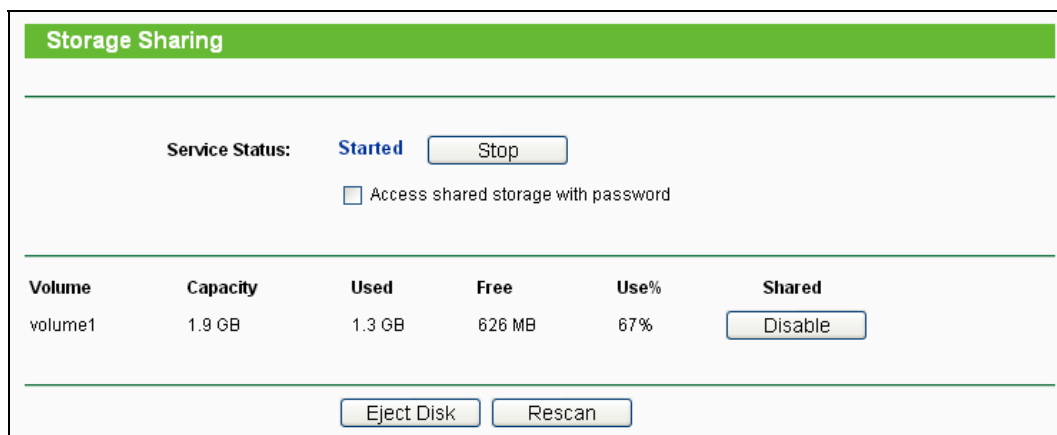 Storage Sharing
Service Status: Started Stop
Access shared storage with password
Volume Capacity Used Free Use% Shared
volume1 1.9 GB 1.3 GB 626 MB 67% Disable
Eject Disk Rescan